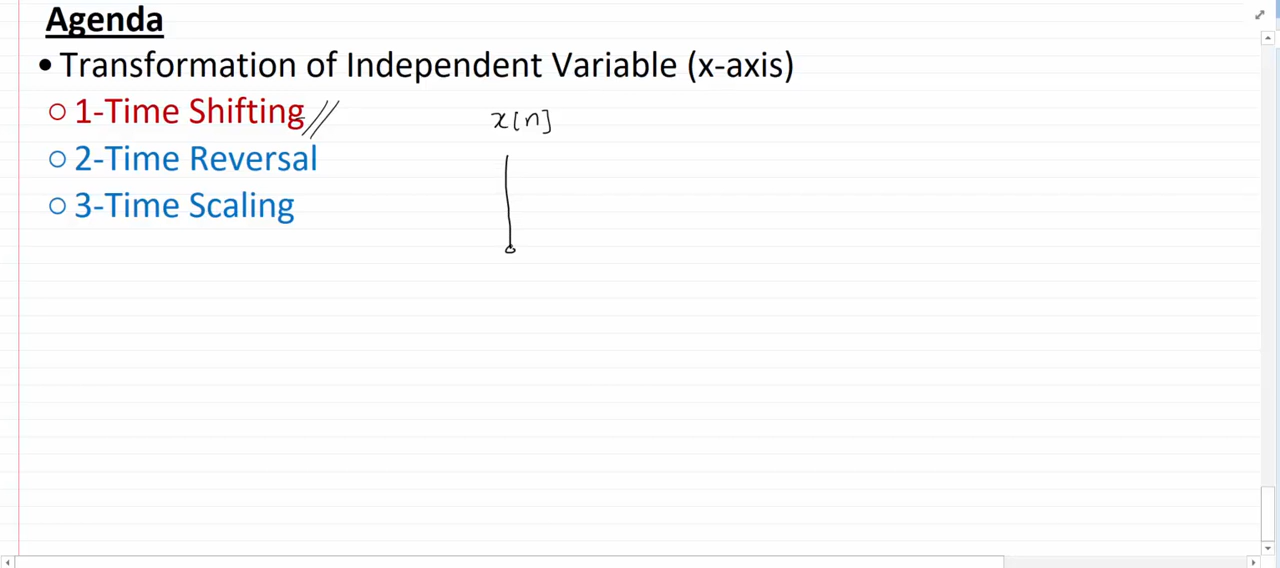 Agenda
• Transformation of Independent Variable (x-axis)
○ 1-Time Shifting
x[n]
○ 2-Time Reversal
○ 3-Time Scaling